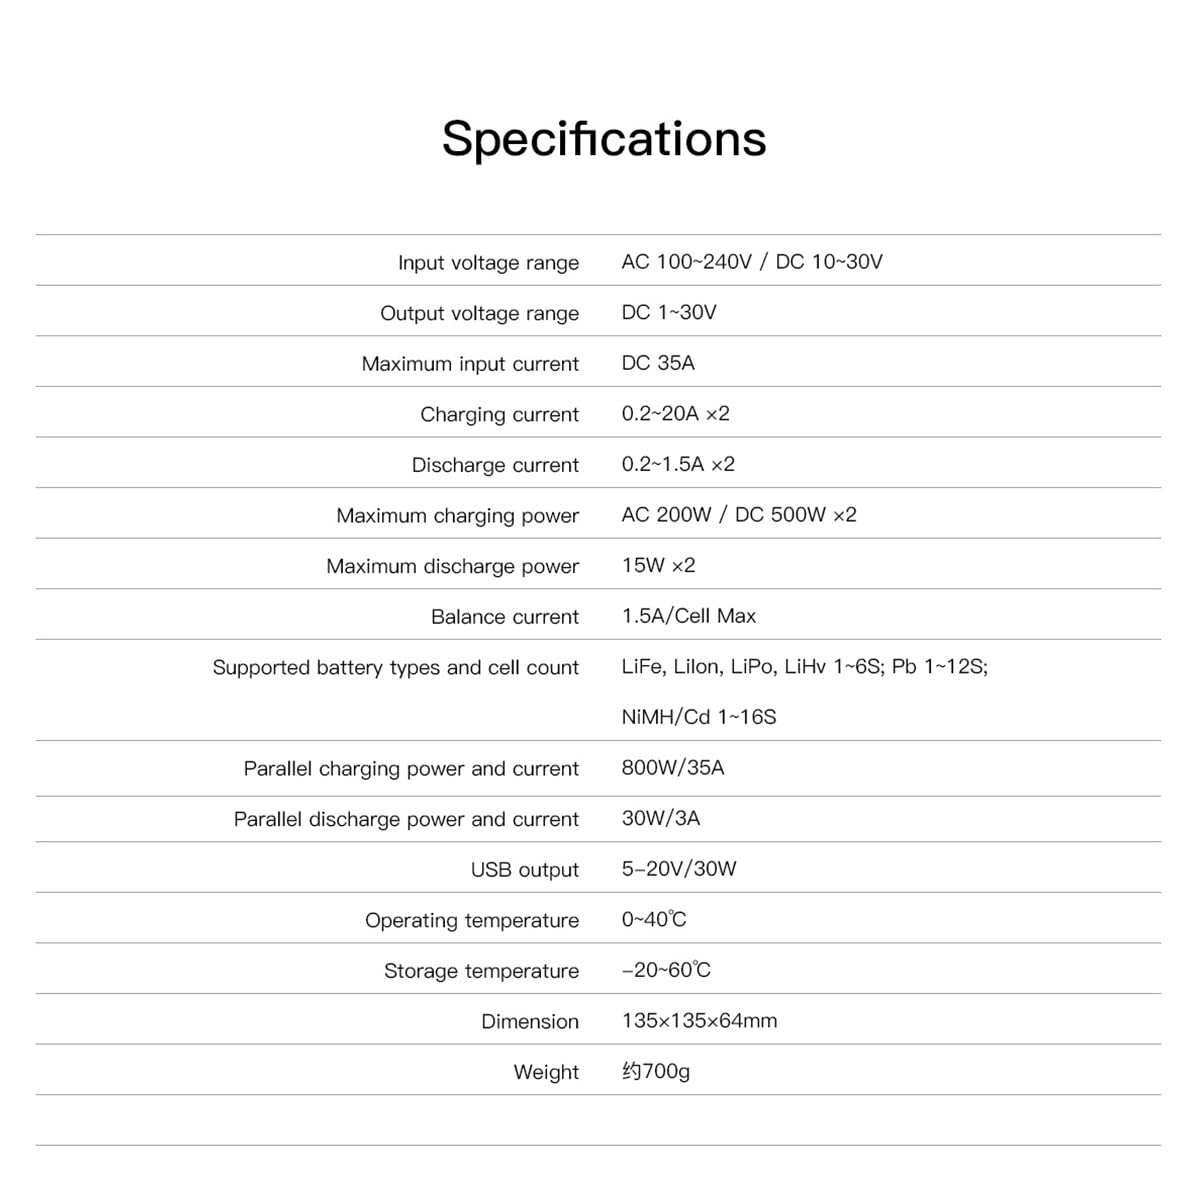 Specifications
Input voltage range AC 100~240V / DC 10~30V
Output voltage range DC 1~30V
Maximum input current DC 35A
Charging current 0.2~20A ×2
Discharge current 0.2~1.5A ×2
Maximum charging power AC 200W / DC 500W ×2
Maximum discharge power 15W ×2
Balance current 1.5A/Cell Max
Supported battery types and cell count LiFe, LiIon, LiPo, LiHv 1~6S; Pb 1~12S;
NiMH/Cd 1~16S
Parallel charging power and current 800W/35A
Parallel discharge power and current 30W/3A
USB output 5–20V/30W
Operating temperature 0~40℃
Storage temperature –20~60℃
Dimension 135×135×64mm
Weight 约700g